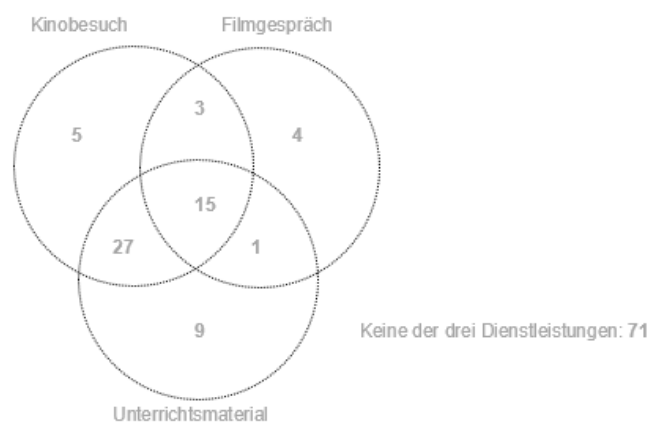 Kinobesuch Filmgespräch
3
5 4
15
27 1
9 Keine der drei Dienstleistungen: 71
Unterrichtsmaterial